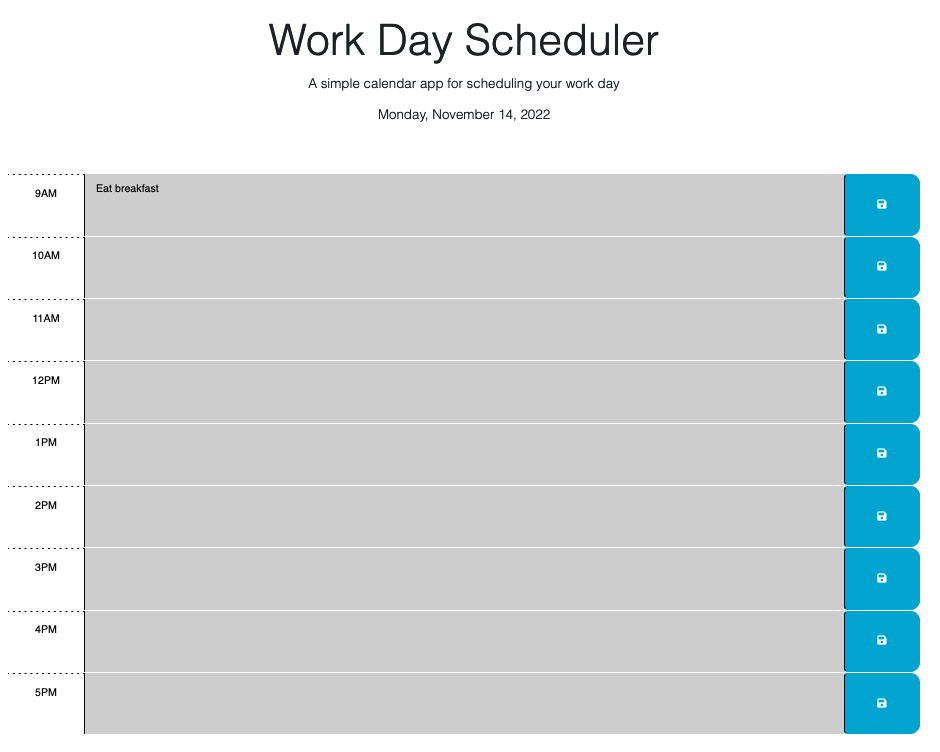 Work Day Scheduler
A simple calendar app for scheduling your work day
Monday, November 14, 2022
9AM
Eat breakfast
10AM
11AM
12PM
1PM
2PM
3PM
4PM
5PM